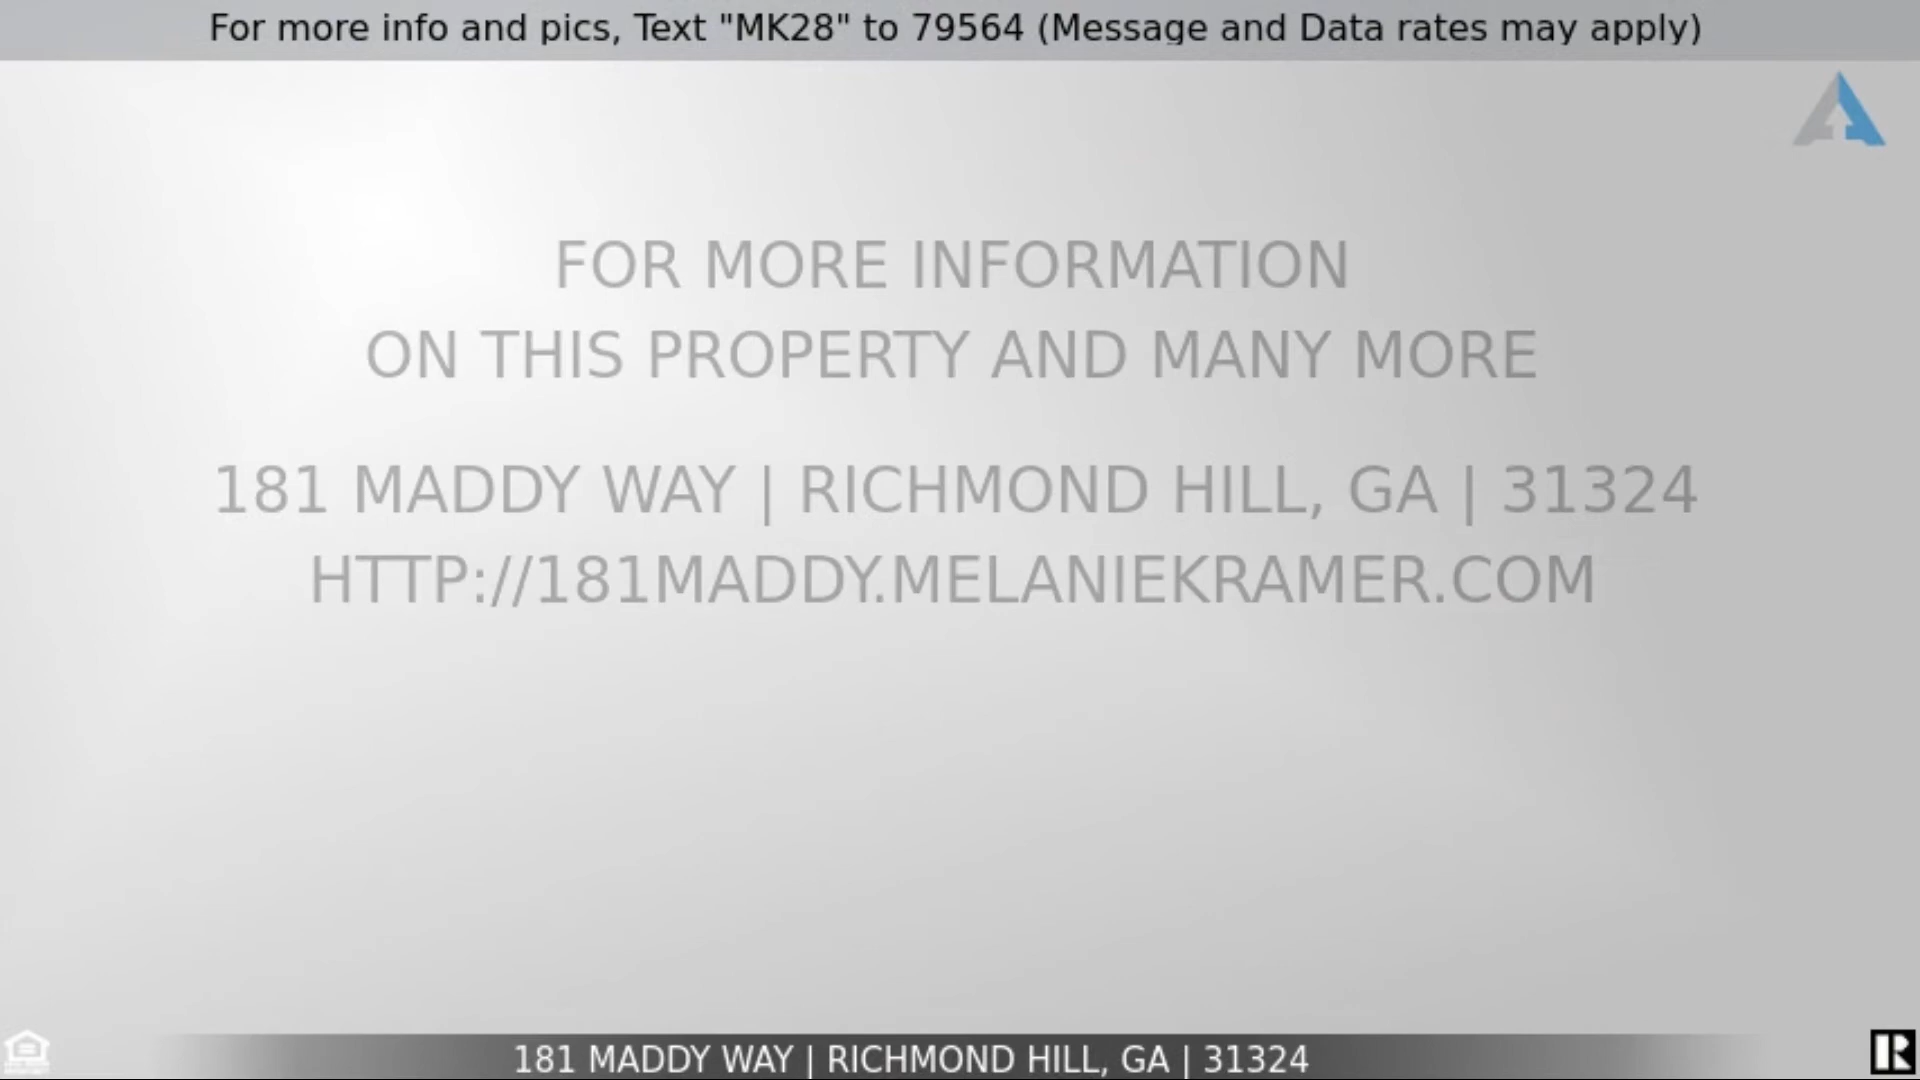 For more info and pics, Text "MK28" to 79564 (Message and Data rates may apply)
FOR MORE INFORMATION
ON THIS PROPERTY AND MANY MORE
181 MADDY WAY | RICHMOND HILL, GA | 31324
HTTP://181MADDY.MELANIEKRAMER.COM
181 MADDY WAY | RICHMOND HILL, GA | 31324